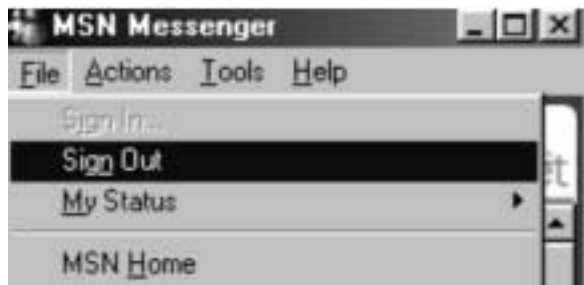 MSN Messenger
File Actions Tools Help
Sign In...
Sign Out
My Status
MSN Home